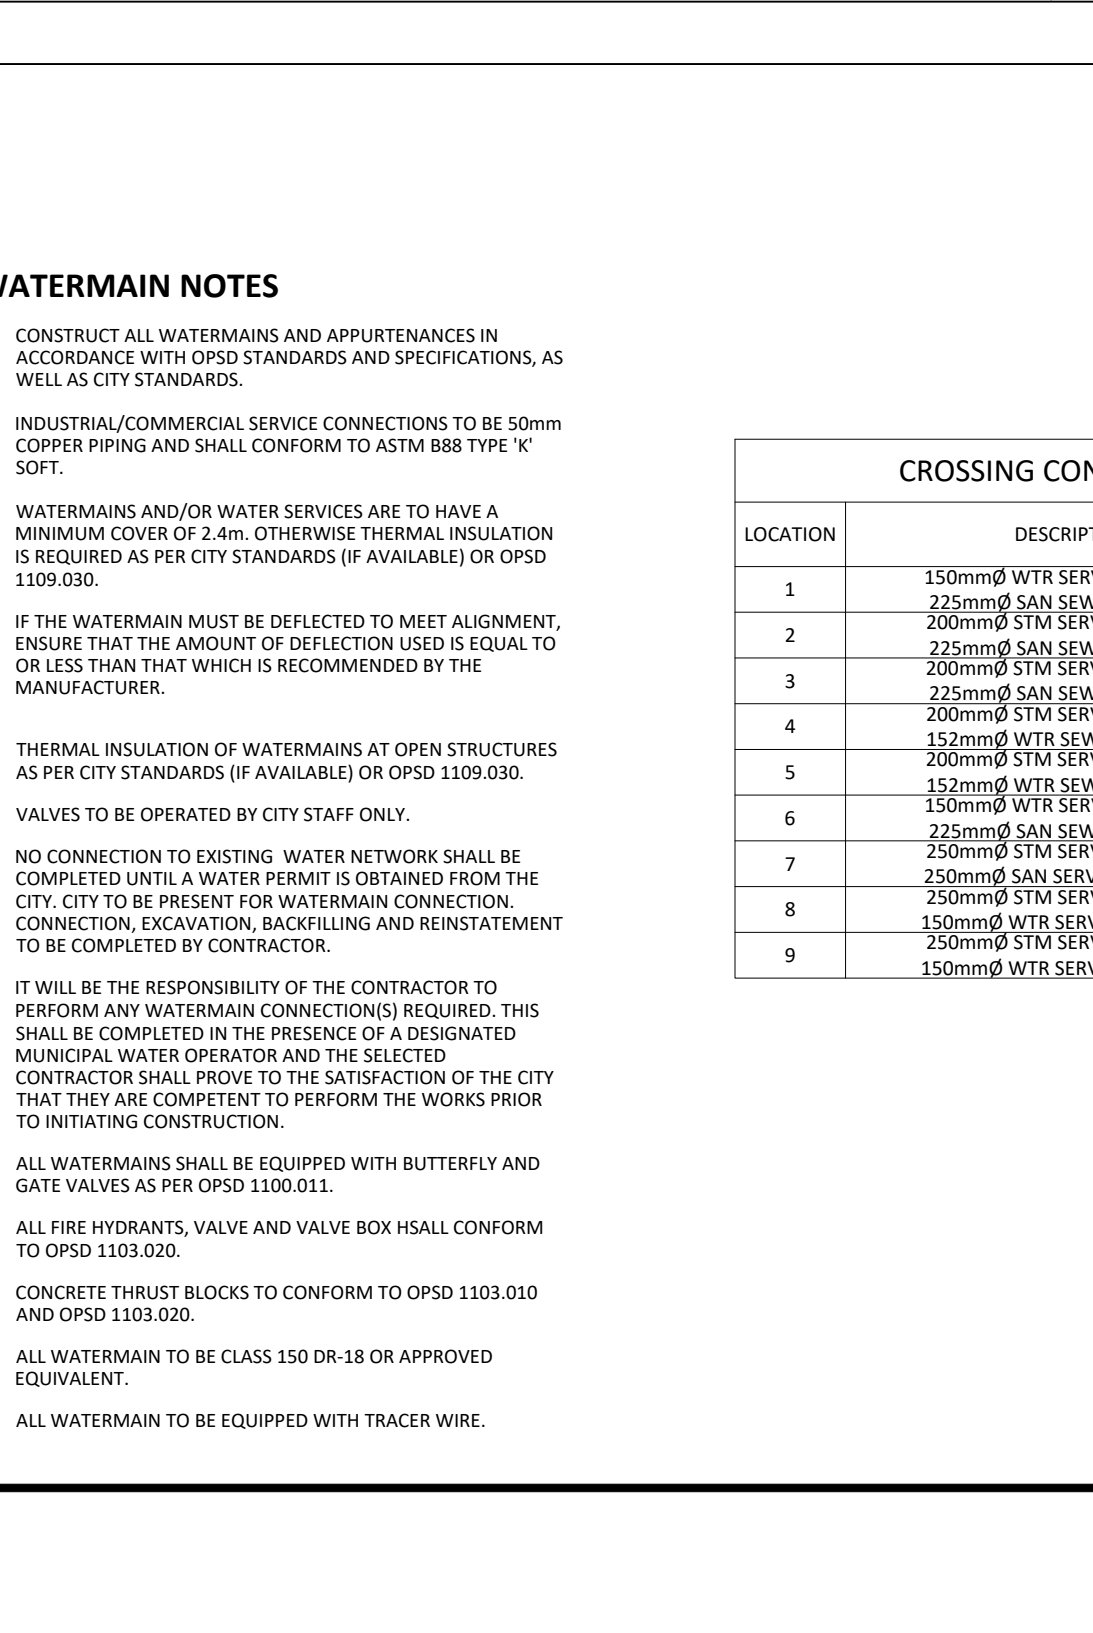 WATERMAIN NOTES
CONSTRUCT ALL WATERMAINS AND APPURTENANCES IN
ACCORDANCE WITH OPSD STANDARDS AND SPECIFICATIONS, AS
WELL AS CITY STANDARDS.
INDUSTRIAL/COMMERCIAL SERVICE CONNECTIONS TO BE 50mm
COPPER PIPING AND SHALL CONFORM TO ASTM B88 TYPE 'K'
SOFT.
WATERMAINS AND/OR WATER SERVICES ARE TO HAVE A
MINIMUM COVER OF 2.4m. OTHERWISE THERMAL INSULATION
IS REQUIRED AS PER CITY STANDARDS (IF AVAILABLE) OR OPSD
1109.030.
IF THE WATERMAIN MUST BE DEFLECTED TO MEET ALIGNMENT,
ENSURE THAT THE AMOUNT OF DEFLECTION USED IS EQUAL TO
OR LESS THAN THAT WHICH IS RECOMMENDED BY THE
MANUFACTURER.
THERMAL INSULATION OF WATERMAINS AT OPEN STRUCTURES
AS PER CITY STANDARDS (IF AVAILABLE) OR OPSD 1109.030.
VALVES TO BE OPERATED BY CITY STAFF ONLY.
NO CONNECTION TO EXISTING  WATER NETWORK SHALL BE
COMPLETED UNTIL A WATER PERMIT IS OBTAINED FROM THE
CITY. CITY TO BE PRESENT FOR WATERMAIN CONNECTION.
CONNECTION, EXCAVATION, BACKFILLING AND REINSTATEMENT
TO BE COMPLETED BY CONTRACTOR.
IT WILL BE THE RESPONSIBILITY OF THE CONTRACTOR TO
PERFORM ANY WATERMAIN CONNECTION(S) REQUIRED. THIS
SHALL BE COMPLETED IN THE PRESENCE OF A DESIGNATED
MUNICIPAL WATER OPERATOR AND THE SELECTED
CONTRACTOR SHALL PROVE TO THE SATISFACTION OF THE CITY
THAT THEY ARE COMPETENT TO PERFORM THE WORKS PRIOR
TO INITIATING CONSTRUCTION.
ALL WATERMAINS SHALL BE EQUIPPED WITH BUTTERFLY AND
GATE VALVES AS PER OPSD 1100.011.
ALL FIRE HYDRANTS, VALVE AND VALVE BOX HSALL CONFORM
TO OPSD 1103.020.
CONCRETE THRUST BLOCKS TO CONFORM TO OPSD 1103.010
AND OPSD 1103.020.
ALL WATERMAIN TO BE CLASS 150 DR-18 OR APPROVED
EQUIVALENT.
ALL WATERMAIN TO BE EQUIPPED WITH TRACER WIRE.
CROSSING CON
LOCATION DESCRIPT
1 150mmØ WTR SERV
225mmØ SAN SEW
2 200mmØ STM SERV
225mmØ SAN SEW
3 200mmØ STM SERV
225mmØ SAN SEW
4 200mmØ STM SERV
152mmØ WTR SEW
5 200mmØ STM SERV
152mmØ WTR SEW
6 150mmØ WTR SERV
225mmØ SAN SEW
7 250mmØ STM SERV
250mmØ SAN SERV
8 250mmØ STM SERV
150mmØ WTR SERV
9 250mmØ STM SERV
150mmØ WTR SERV